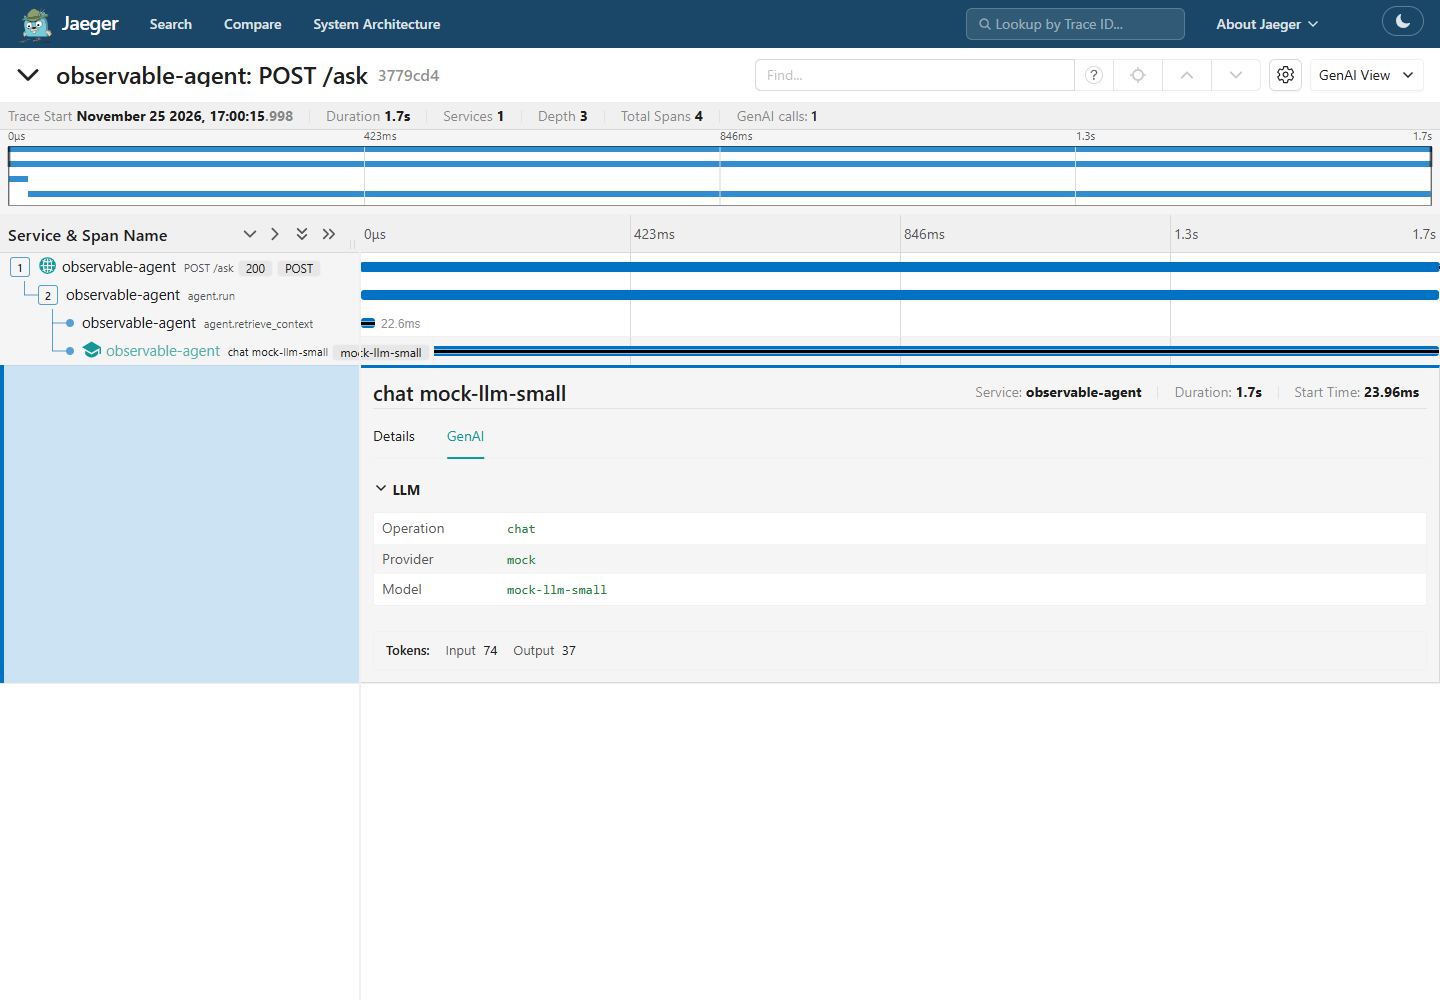 Jaeger Search Compare System Architecture Lookup by Trace ID... About Jaeger
observable-agent: POST /ask 3779cd4 Find... ? GenAI View
Trace Start November 25 2026, 17:00:15.998 Duration 1.7s Services 1 Depth 3 Total Spans 4 GenAI calls: 1
0μs 423ms 846ms 1.3s 1.7s
Service & Span Name 0μs 423ms 846ms 1.3s 1.7s
1 observable-agent POST /ask 200 POST
2 observable-agent agent.run
observable-agent agent.retrieve_context 22.6ms
observable-agent chat mock-llm-small mock-llm-small
chat mock-llm-small Service: observable-agent Duration: 1.7s Start Time: 23.96ms
Details GenAI
LLM
Operation chat
Provider mock
Model mock-llm-small
Tokens: Input 74 Output 37